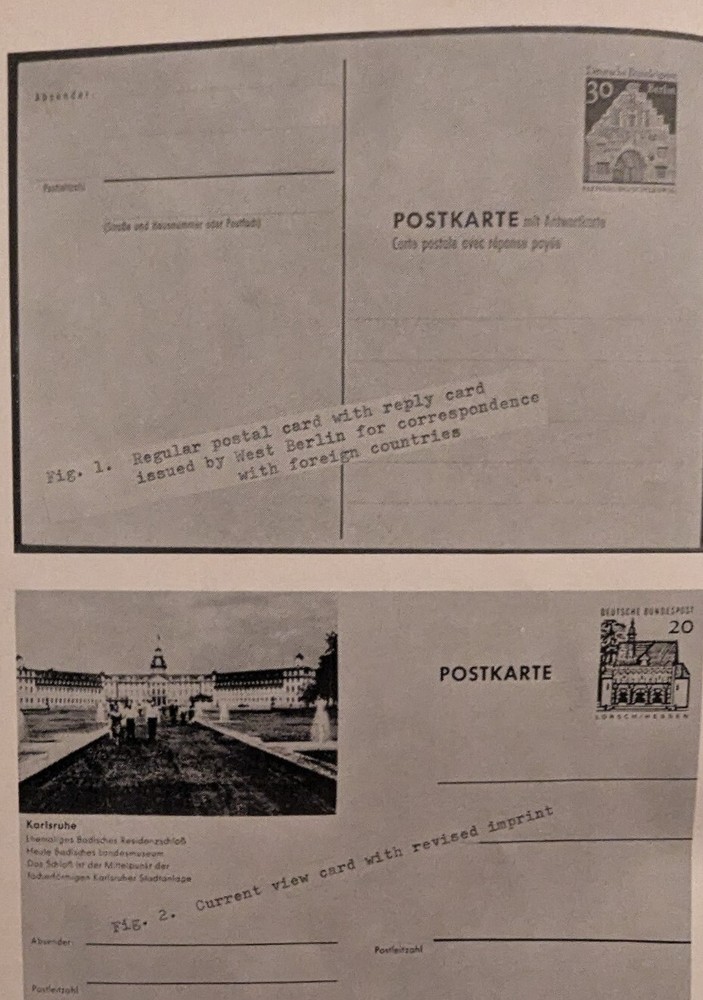 Absender:
Deutsche Bundespost
30 Berlin
Postleitzahl
(Straße und Hausnummer oder Postfach)
POSTKARTE mit Antwortkarte
Carte postale avec réponse payée
Fig. 1. Regular postal card with reply card
issued by West Berlin for correspondence
with foreign countries
DEUTSCHE BUNDESPOST
20
POSTKARTE
LORSCH/HESSEN
Karlsruhe
Ehemaliges Badisches Residenzschloß
Heute Badisches Landesmuseum
Das Schloß ist der Mittelpunkt der
fächerförmigen Karlsruher Stadtanlage
Fig. 2. Current view card with revised imprint
Absender:
Postleitzahl
Postleitzahl